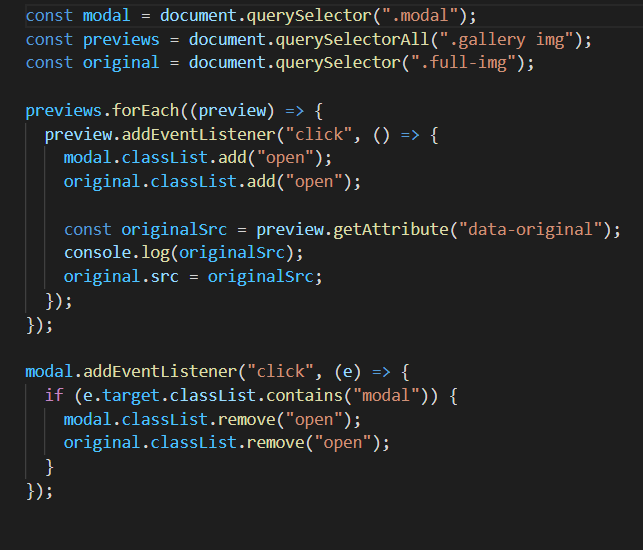 const modal = document.querySelector(".modal");
const previews = document.querySelectorAll(".gallery img");
const original = document.querySelector(".full-img");

previews.forEach((preview) => {
  preview.addEventListener("click", () => {
    modal.classList.add("open");
    original.classList.add("open");

    const originalSrc = preview.getAttribute("data-original");
    console.log(originalSrc);
    original.src = originalSrc;
  });
});

modal.addEventListener("click", (e) => {
  if (e.target.classList.contains("modal")) {
    modal.classList.remove("open");
    original.classList.remove("open");
  }
});